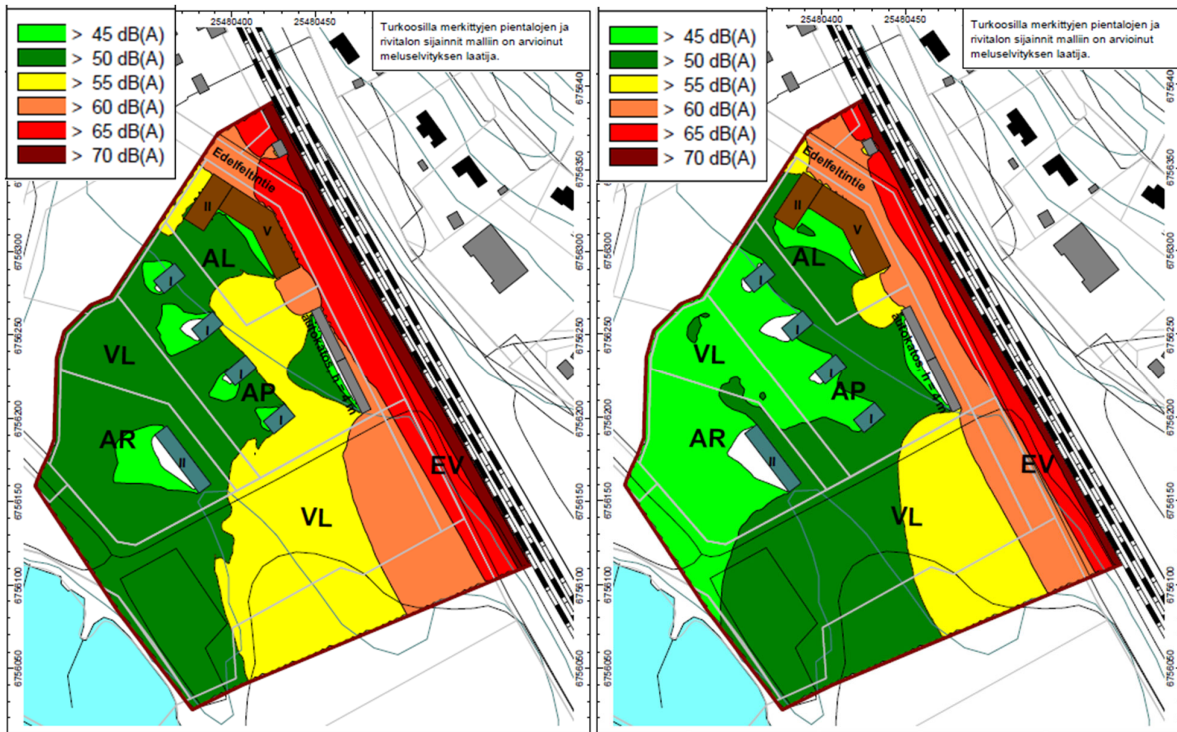 > 45 dB(A)
> 50 dB(A)
> 55 dB(A)
> 60 dB(A)
> 65 dB(A)
> 70 dB(A)
25480400
25480450
Turkoosilla merkittyjen pientalojen ja
rivitalon sijainnit malliin on arvioinut
meluselvityksen laatija.
6756350
6756300
6756250
6756200
6756150
6756100
6756050
Edelfeltintie
II
V
AL
I
I
VL
I
AP
I
autokatos, h = 4 m
AR
II
EV
VL
> 45 dB(A)
> 50 dB(A)
> 55 dB(A)
> 60 dB(A)
> 65 dB(A)
> 70 dB(A)
25480400
25480450
Turkoosilla merkittyjen pientalojen ja
rivitalon sijainnit malliin on arvioinut
meluselvityksen laatija.
6756350
6756300
6756250
6756200
6756150
6756100
6756050
Edelfeltintie
II
V
AL
I
I
VL
I
AP
I
autokatos, h = 4 m
AR
II
EV
VL